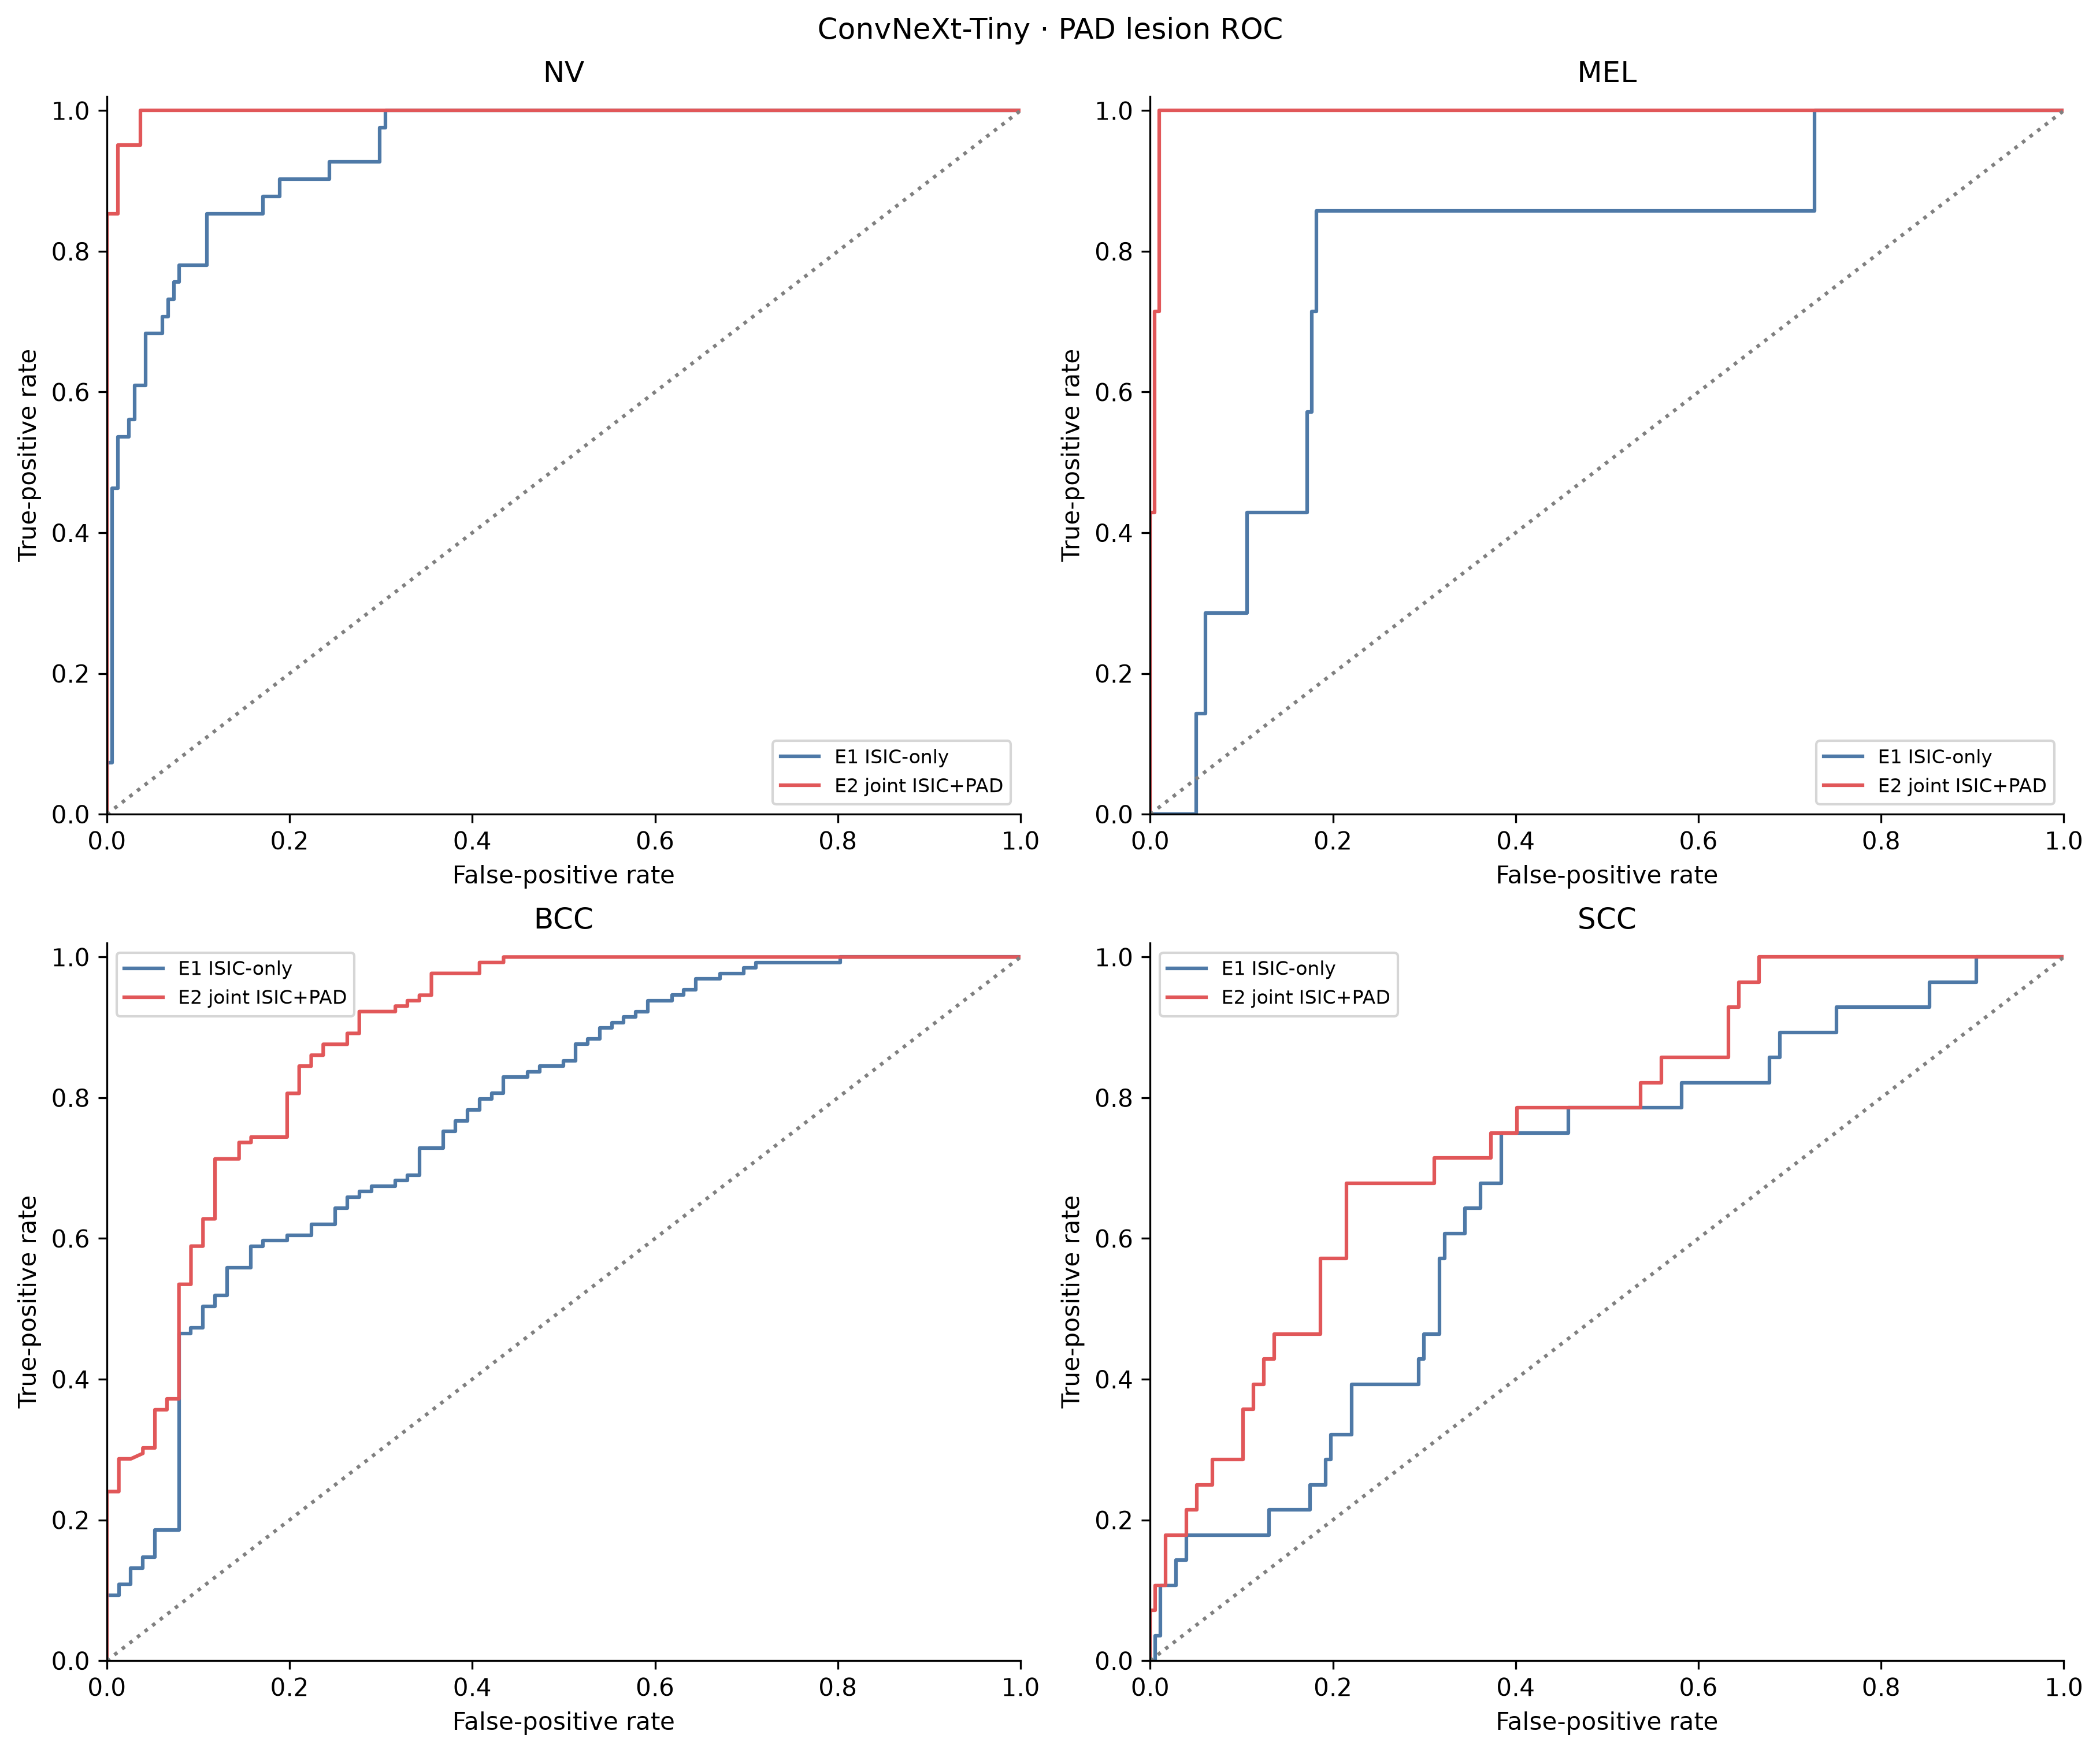 ConvNeXt-Tiny · PAD lesion ROC
NV
True-positive rate
1.0
0.8
0.6
0.4
0.2
0.0
0.0 0.2 0.4 0.6 0.8 1.0
False-positive rate
E1 ISIC-only
E2 joint ISIC+PAD
MEL
True-positive rate
1.0
0.8
0.6
0.4
0.2
0.0
0.0 0.2 0.4 0.6 0.8 1.0
False-positive rate
E1 ISIC-only
E2 joint ISIC+PAD
BCC
True-positive rate
1.0
0.8
0.6
0.4
0.2
0.0
0.0 0.2 0.4 0.6 0.8 1.0
False-positive rate
E1 ISIC-only
E2 joint ISIC+PAD
SCC
True-positive rate
1.0
0.8
0.6
0.4
0.2
0.0
0.0 0.2 0.4 0.6 0.8 1.0
False-positive rate
E1 ISIC-only
E2 joint ISIC+PAD